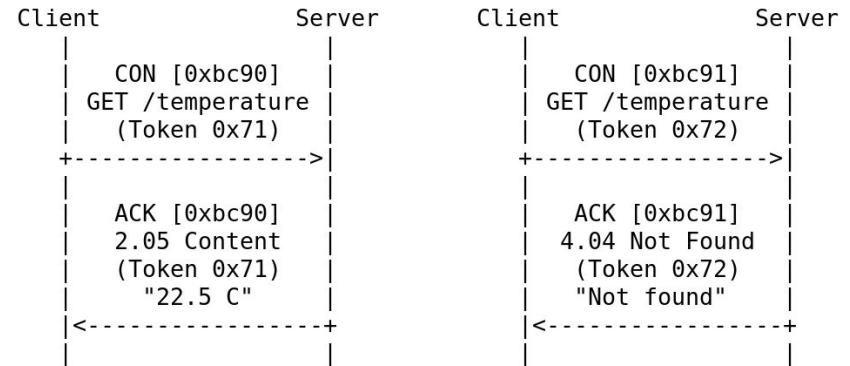 Client                Server       Client                Server
    |                  |               |                  |
    |   CON [0xbc90]   |               |   CON [0xbc91]   |
    | GET /temperature |               | GET /temperature |
    |   (Token 0x71)   |               |   (Token 0x72)   |
    +----------------->|               +----------------->|
    |                  |               |                  |
    |   ACK [0xbc90]   |               |   ACK [0xbc91]   |
    |   2.05 Content   |               |  4.04 Not Found  |
    |   (Token 0x71)   |               |   (Token 0x72)   |
    |     "22.5 C"     |               |   "Not found"    |
    |<-----------------+               |<-----------------+
    |                  |               |                  |